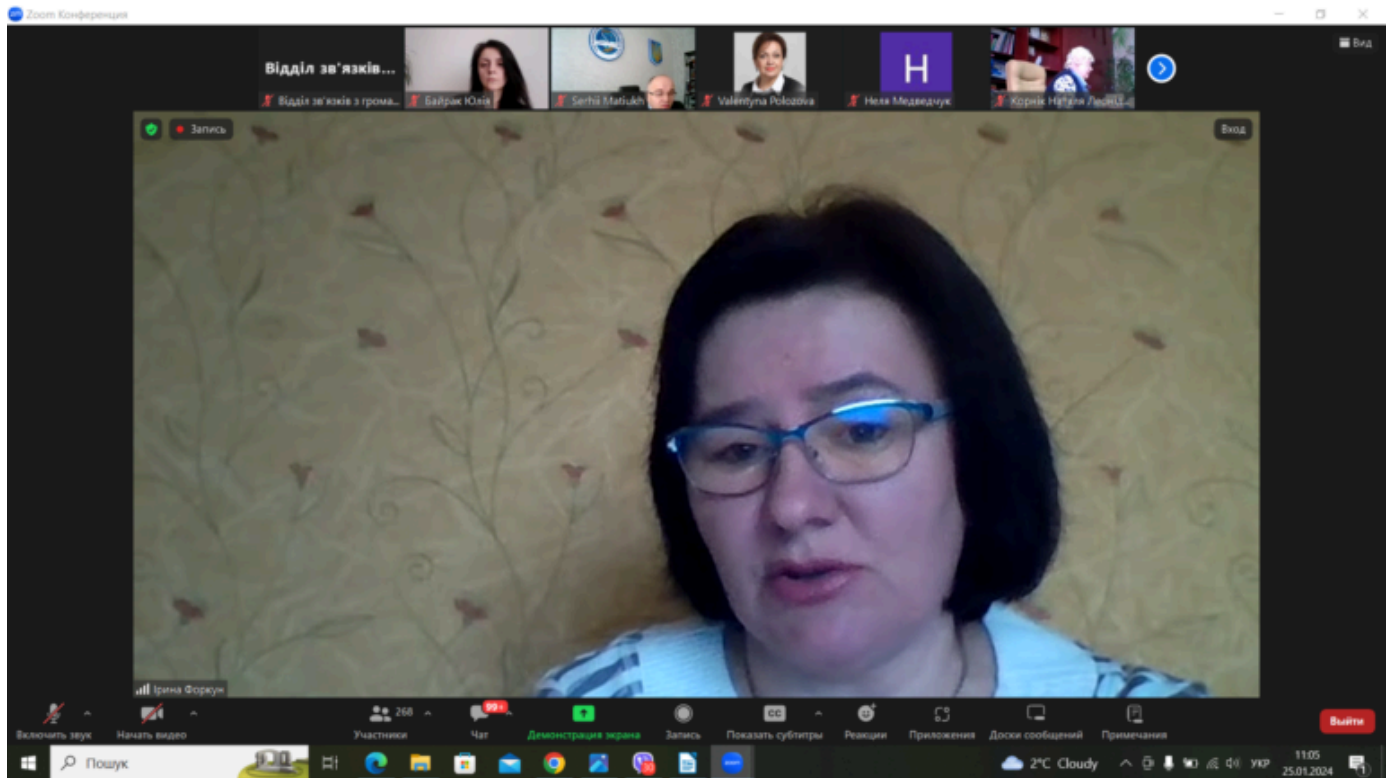 Zoom Конференция
Вид
Відділ зв'язків...
Відділ зв'язків з грома...
Байрак Юлія
Serhii Matiukh
Valentyna Polozova
Н
Неля Медведчук
Корнік Наталя
Запись
Вход
Ірина Форкун
Включить звук
Начать видео
268
Участники
99+
Чат
Демонстрация экрана
Запись
CC
Показать субтитры
Реакции
Приложения
Доски сообщений
Примечания
Выйти
Пошук
2°C Cloudy
УКР
11:05
25.01.2024